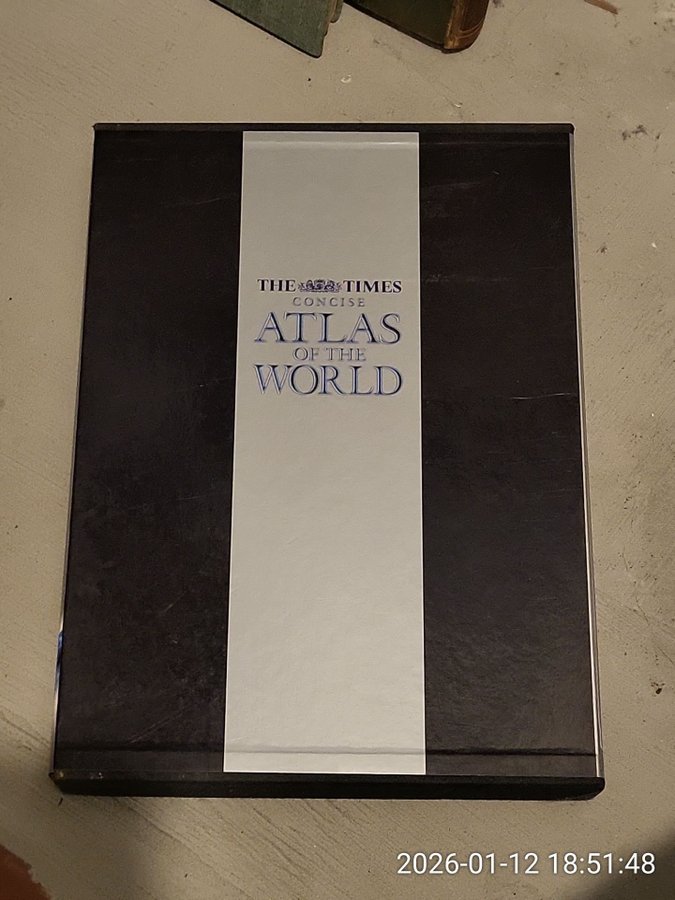 THE TIMES
CONCISE
ATLAS
OF THE
WORLD
2026-01-12 18:51:48